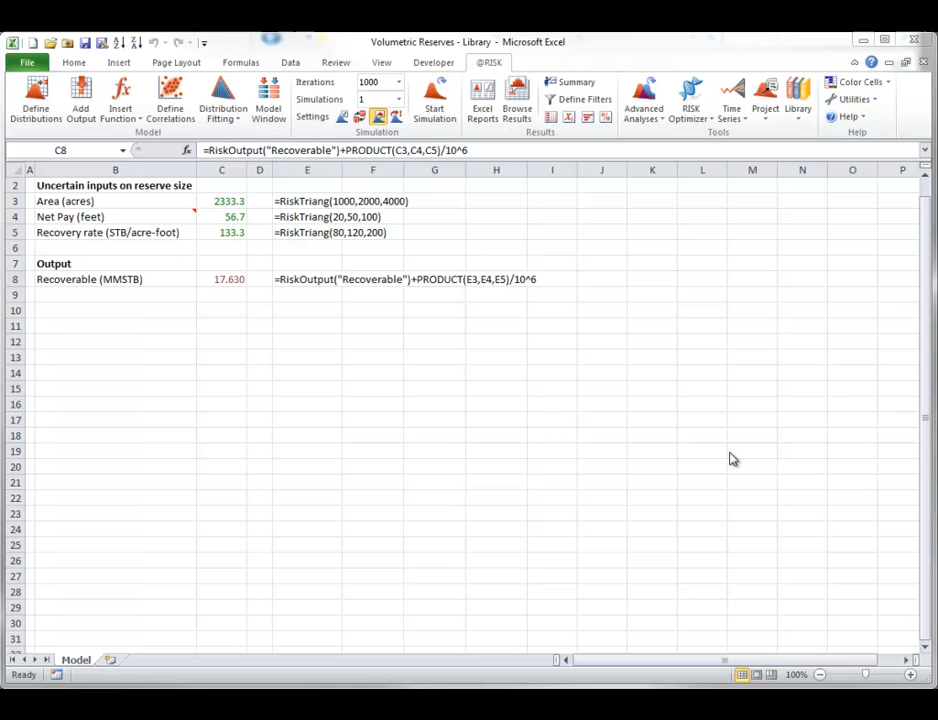 Volumetric Reserves - Library - Microsoft Excel
File Home Insert Page Layout Formulas Data Review View Developer @RISK
Define Distributions
Add Output
Insert Function
Define Correlations
Distribution Fitting
Model Window
Iterations 1000
Simulations 1
Settings
Start Simulation
Excel Reports
Browse Results
Summary
Define Filters
Advanced Analyses
RISK Optimizer
Time Series
Project
Library
Color Cells
Utilities
Help
Model Simulation Results Tools Help
C8 fx =RiskOutput("Recoverable")+PRODUCT(C3,C4,C5)/10^6
A B C D E F G H I J K L M N O P
2 Uncertain inputs on reserve size
3 Area (acres) 2333.3 =RiskTriang(1000,2000,4000)
4 Net Pay (feet) 56.7 =RiskTriang(20,50,100)
5 Recovery rate (STB/acre-foot) 133.3 =RiskTriang(80,120,200)
6
7 Output
8 Recoverable (MMSTB) 17.630 =RiskOutput("Recoverable")+PRODUCT(E3,E4,E5)/10^6
9
10
11
12
13
14
15
16
17
18
19
20
21
22
23
24
25
26
27
28
29
30
31
Model
Ready 100%